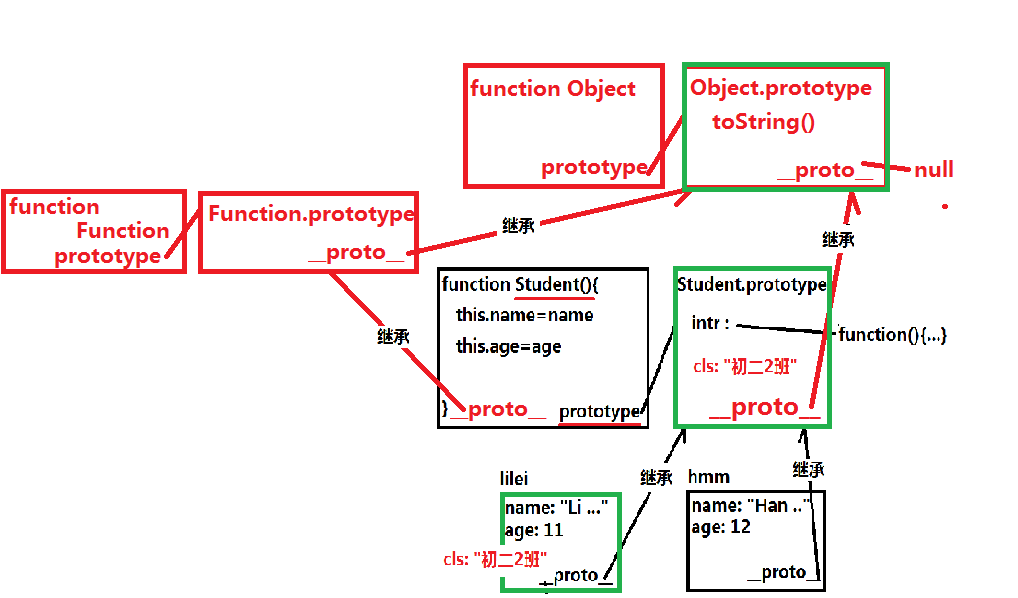 function Object
prototype
Object.prototype
toString()
__proto__
null
function
Function
prototype
Function.prototype
__proto__
继承
继承
继承
function Student(){
this.name=name
this.age=age
}__proto__
prototype
Student.prototype
intr :
function(){...}
cls: "初二2班"
__proto__
继承
继承
lilei
name: "Li ..."
age: 11
cls: "初二2班"
__proto__
hmm
name: "Han .."
age: 12
__proto__